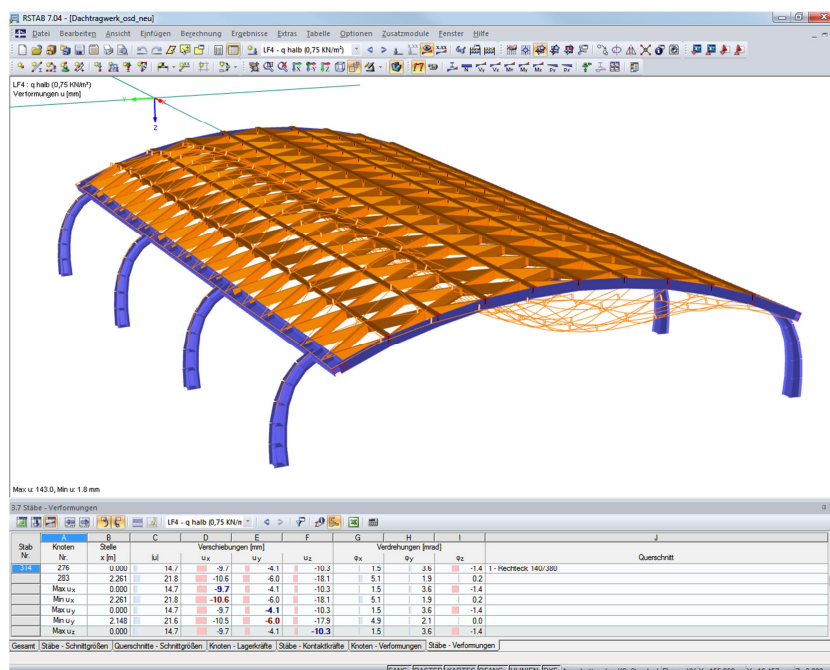 RSTAB 7.04 - [Dachtragwerk_osd_neu]
Datei Bearbeiten Ansicht Einfügen Berechnung Ergebnisse Extras Tabelle Optionen Zusatzmodule Fenster Hilfe
LF4 - q halb (0,75 KN/m²)
LF4 : q halb (0,75 KN/m²)
Verformungen u [mm]
Y
X
Z
Max u: 143.0, Min u: 1.8 mm
3.7 Stäbe - Verformungen
LF4 - q halb (0,75 KN/m
A B C D E F G H I J
Stab Knoten Stelle Verschiebungen [mm] Verdrehungen [mrad]
Nr. Nr. x [m] |u| ux uy uz φx φy φz Querschnitt
314 276 0.000 14.7 -9.7 -4.1 -10.3 1.5 3.6 -1.4 1 - Rechteck 140/380
283 2.261 21.8 -10.6 -6.0 -18.1 5.1 1.9 0.2
Max ux 0.000 14.7 -9.7 -4.1 -10.3 1.5 3.6 -1.4
Min ux 2.261 21.8 -10.6 -6.0 -18.1 5.1 1.9 0.2
Max uy 0.000 14.7 -9.7 -4.1 -10.3 1.5 3.6 -1.4
Min uy 2.148 21.6 -10.5 -6.0 -17.9 4.9 2.1 0.0
Max uz 0.000 14.7 -9.7 -4.1 -10.3 1.5 3.6 -1.4
Gesamt Stäbe - Schnittgrößen Querschnitte - Schnittgrößen Knoten - Lagerkräfte Stäbe - Kontaktkräfte Knoten - Verformungen Stäbe - Verformungen